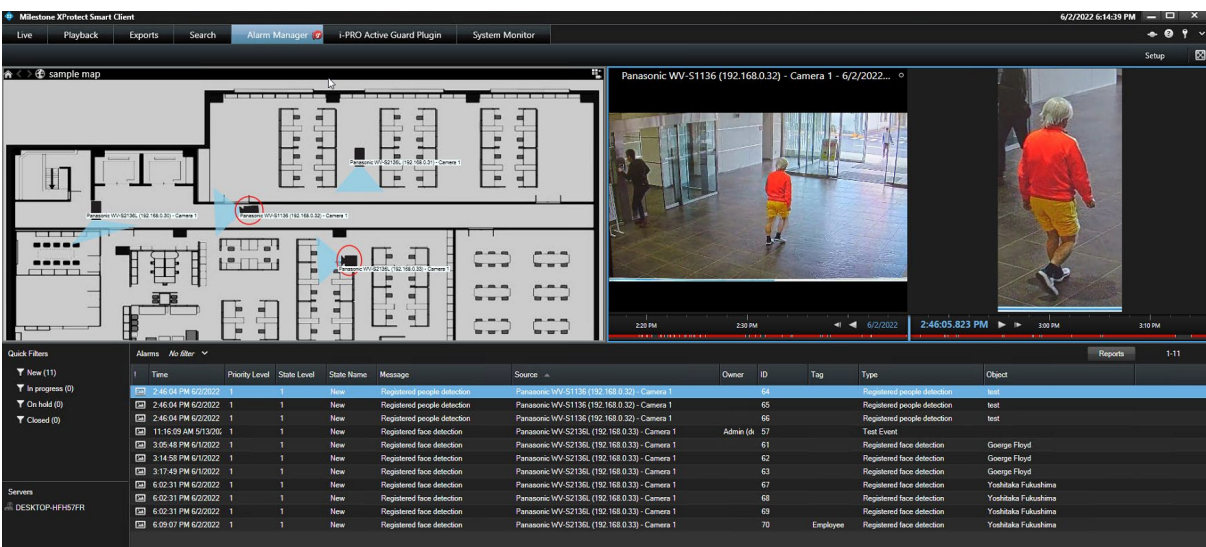 Milestone XProtect Smart Client
6/2/2022 6:14:39 PM
Live Playback Exports Search Alarm Manager i-PRO Active Guard Plugin System Monitor
Setup
sample map
Panasonic WV-S2136L (192.168.0.31) - Camera 1
Panasonic WV-S2136L (192.168.0.30) - Camera 1
Panasonic WV-S1136 (192.168.0.32) - Camera 1
Panasonic WV-S2136L (192.168.0.33) - Camera 1
Panasonic WV-S1136 (192.168.0.32) - Camera 1 - 6/2/2022...
2:20 PM 2:30 PM 6/2/2022 2:46:05.823 PM 3:00 PM 3:10 PM
Quick Filters
New (11)
In progress (0)
On hold (0)
Closed (0)
Servers
DESKTOP-HFH57FR
Alarms No filter Reports 1-11
! Time Priority Level State Level State Name Message Source Owner ID Tag Type Object
2:46:04 PM 6/2/2022 1 1 New Registered people detection Panasonic WV-S1136 (192.168.0.32) - Camera 1 64 Registered people detection test
2:46:04 PM 6/2/2022 1 1 New Registered people detection Panasonic WV-S1136 (192.168.0.32) - Camera 1 65 Registered people detection test
2:46:04 PM 6/2/2022 1 1 New Registered people detection Panasonic WV-S1136 (192.168.0.32) - Camera 1 66 Registered people detection test
11:16:09 AM 5/13/202 1 1 New Registered face detection Panasonic WV-S2136L (192.168.0.33) - Camera 1 Admin (de 57 Test Event
3:05:48 PM 6/1/2022 1 1 New Registered face detection Panasonic WV-S2136L (192.168.0.33) - Camera 1 61 Registered face detection Goerge Floyd
3:14:58 PM 6/1/2022 1 1 New Registered face detection Panasonic WV-S2136L (192.168.0.33) - Camera 1 62 Registered face detection Goerge Floyd
3:17:49 PM 6/1/2022 1 1 New Registered face detection Panasonic WV-S2136L (192.168.0.33) - Camera 1 63 Registered face detection Goerge Floyd
6:02:31 PM 6/2/2022 1 1 New Registered face detection Panasonic WV-S2136L (192.168.0.33) - Camera 1 67 Registered face detection Yoshitaka Fukushima
6:02:31 PM 6/2/2022 1 1 New Registered face detection Panasonic WV-S2136L (192.168.0.33) - Camera 1 68 Registered face detection Yoshitaka Fukushima
6:02:31 PM 6/2/2022 1 1 New Registered face detection Panasonic WV-S2136L (192.168.0.33) - Camera 1 69 Registered face detection Yoshitaka Fukushima
6:09:07 PM 6/2/2022 1 1 New Registered face detection Panasonic WV-S2136L (192.168.0.33) - Camera 1 70 Employee Registered face detection Yoshitaka Fukushima